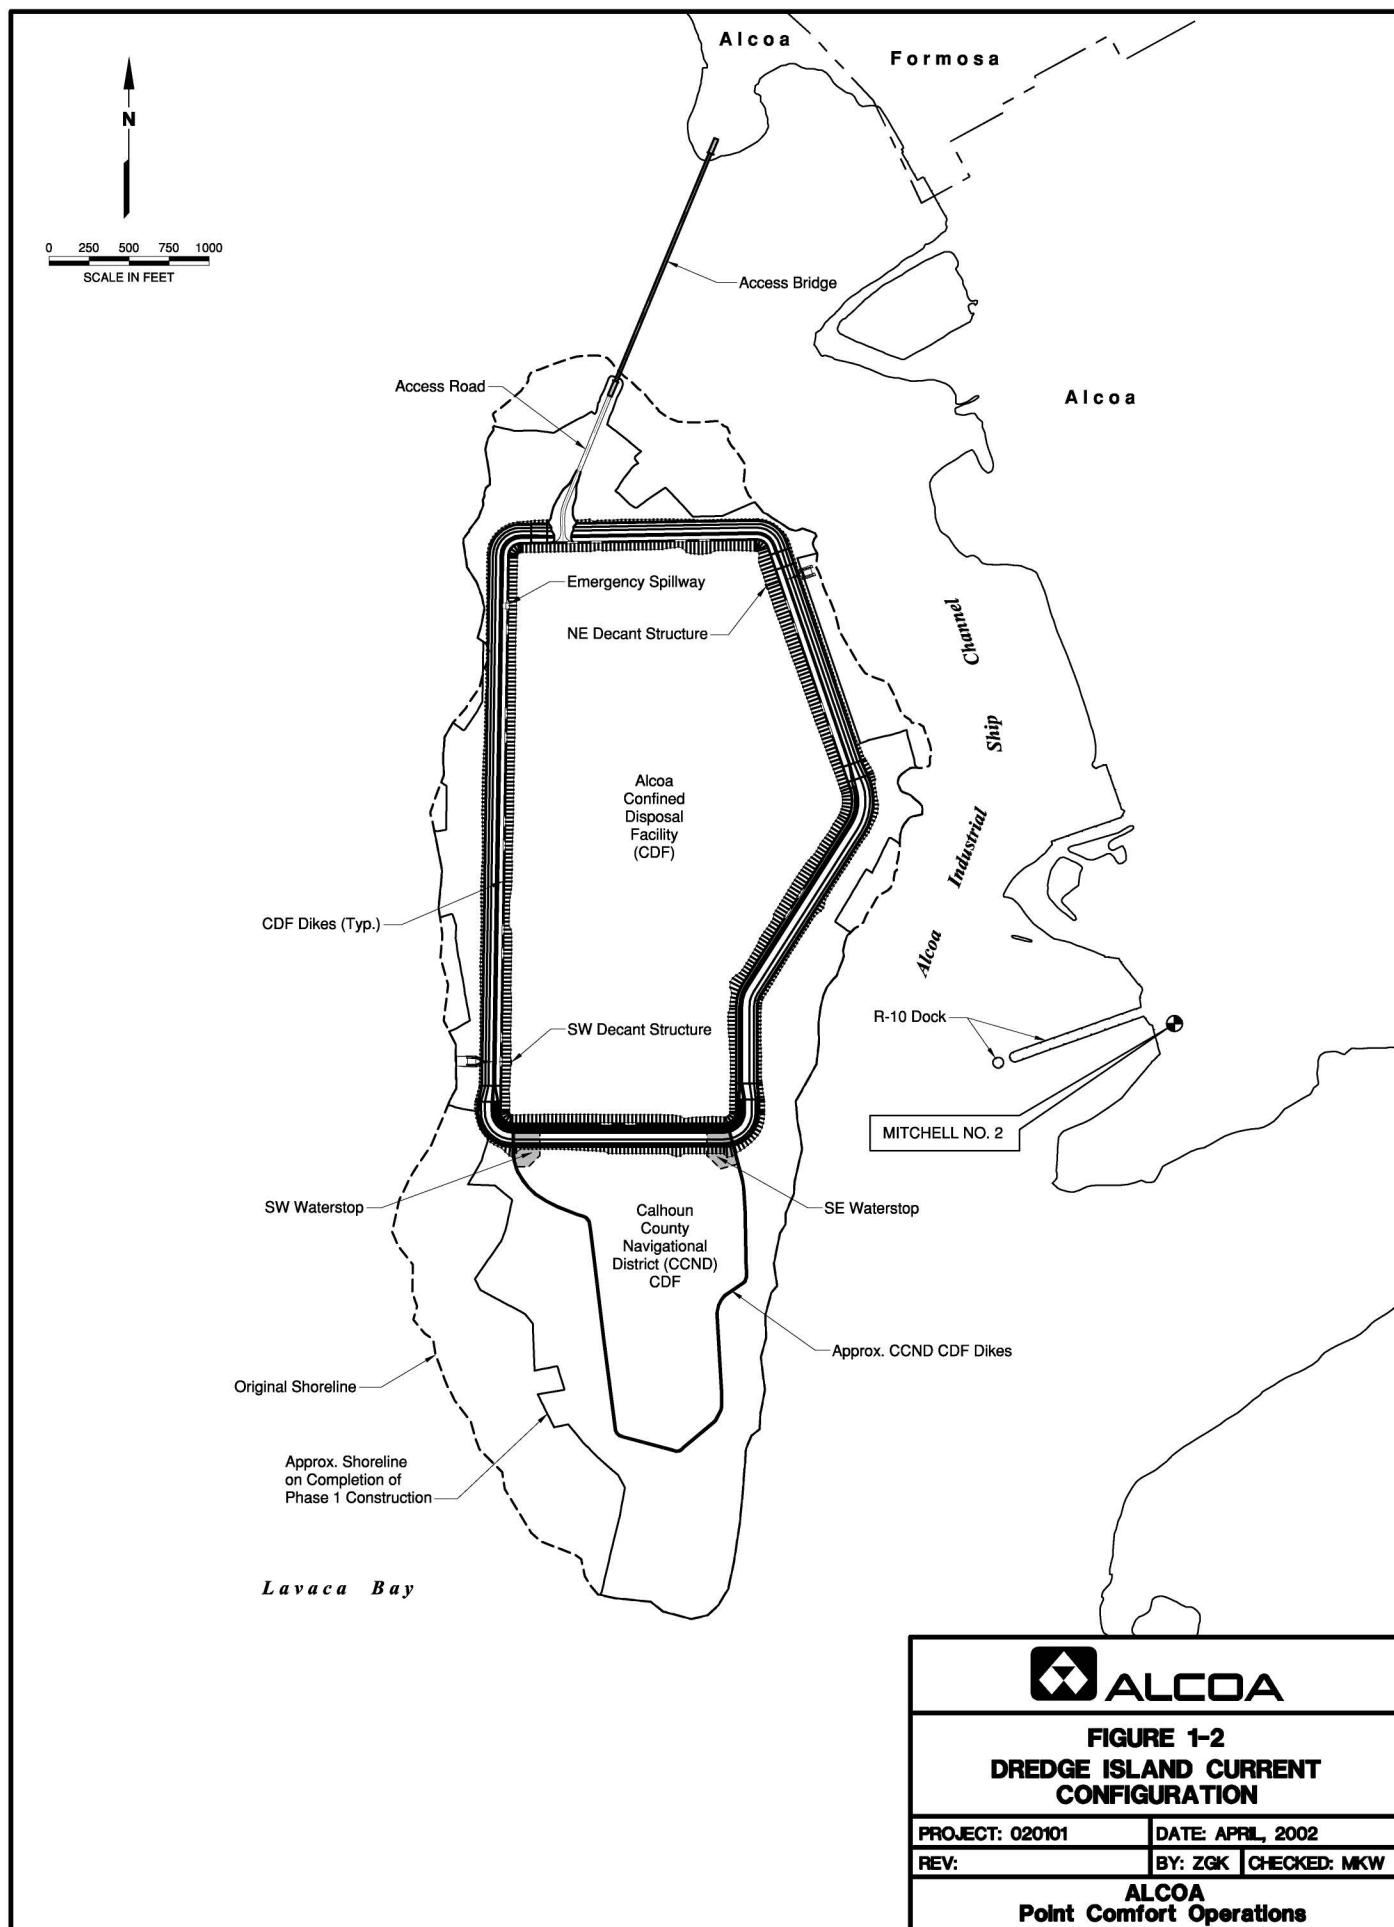 Alcoa
Formosa
N
0 250 500 750 1000
SCALE IN FEET
Access Bridge
Access Road
Alcoa
Emergency Spillway
NE Decant Structure
Alcoa Industrial Ship Channel
Alcoa
Confined
Disposal
Facility
(CDF)
CDF Dikes (Typ.)
R-10 Dock
SW Decant Structure
MITCHELL NO. 2
SW Waterstop
SE Waterstop
Calhoun
County
Navigational
District (CCND)
CDF
Approx. CCND CDF Dikes
Original Shoreline
Approx. Shoreline
on Completion of
Phase 1 Construction
Lavaca Bay
ALCOA
FIGURE 1-2
DREDGE ISLAND CURRENT
CONFIGURATION
PROJECT: 020101
DATE: APRIL, 2002
REV:
BY: ZGK
CHECKED: MKW
ALCOA
Point Comfort Operations